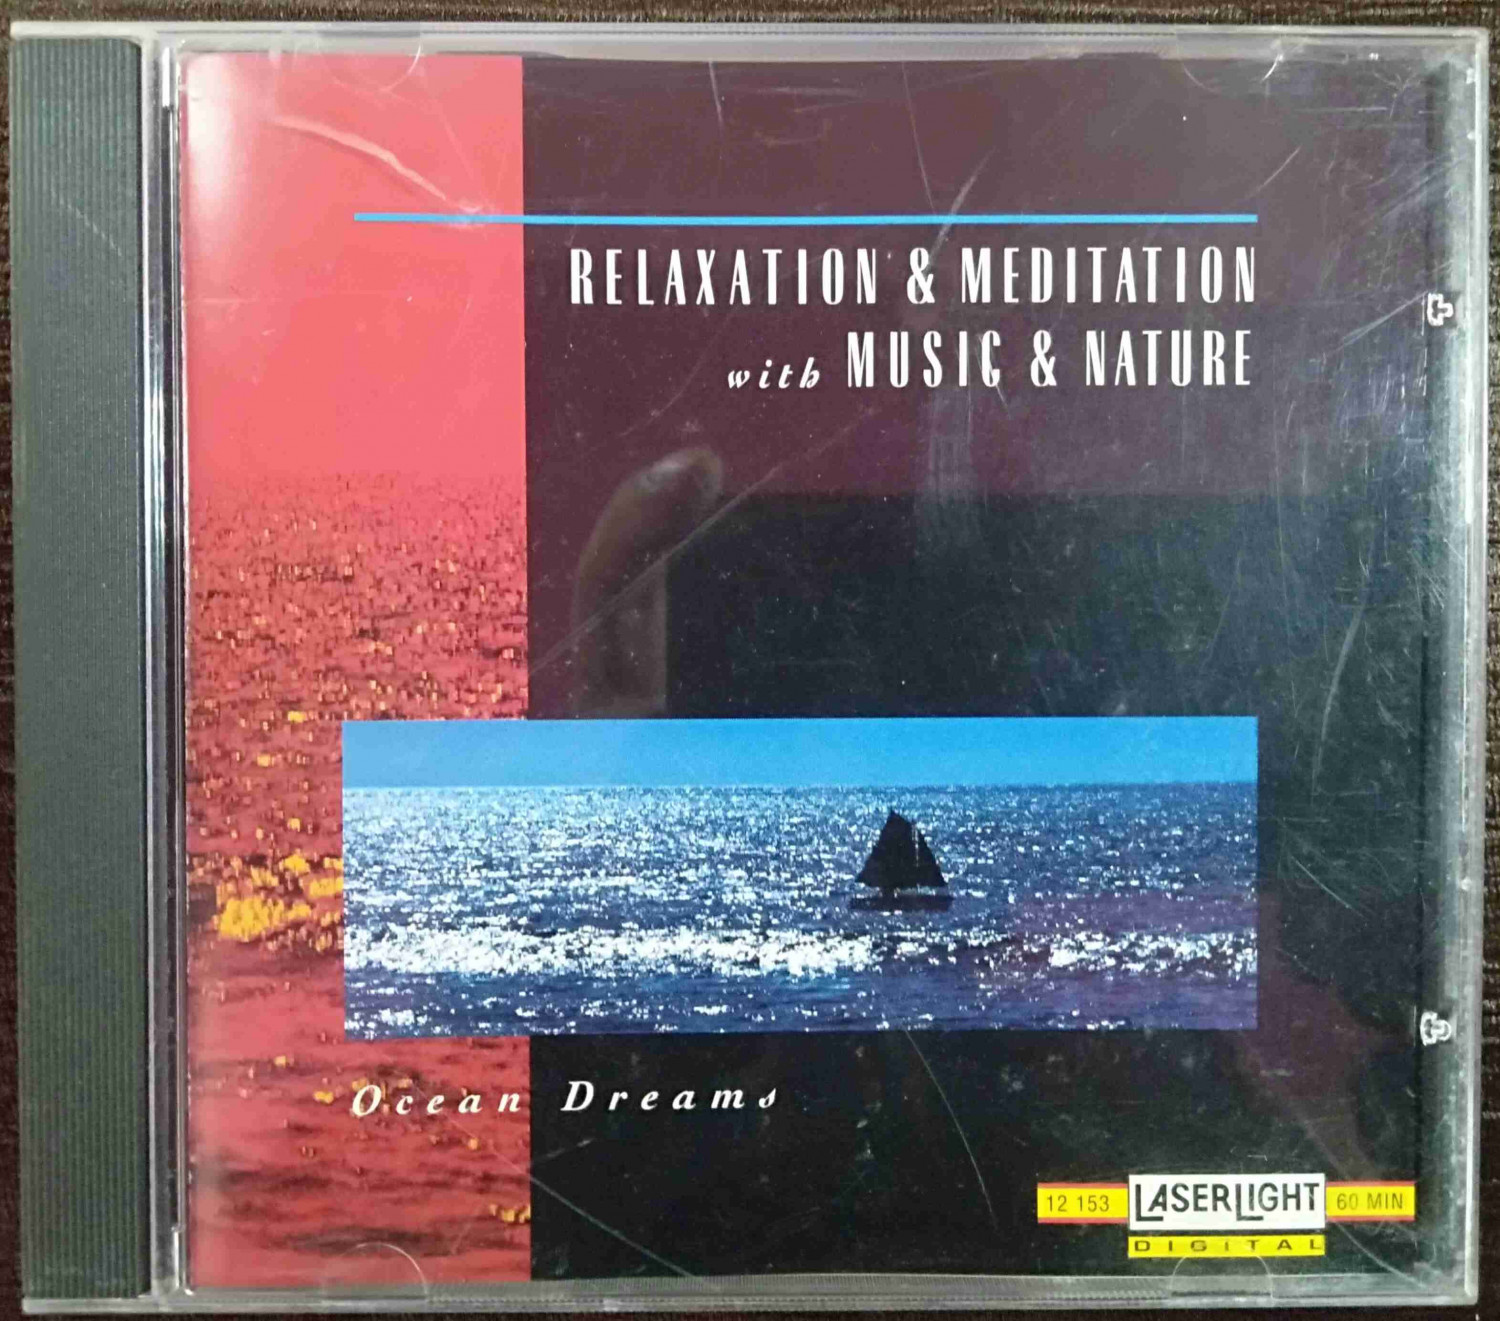 RELAXATION & MEDITATION
with MUSIC & NATURE
Ocean Dreams
12 153 LASERLIGHT 60 MIN
DIGITAL